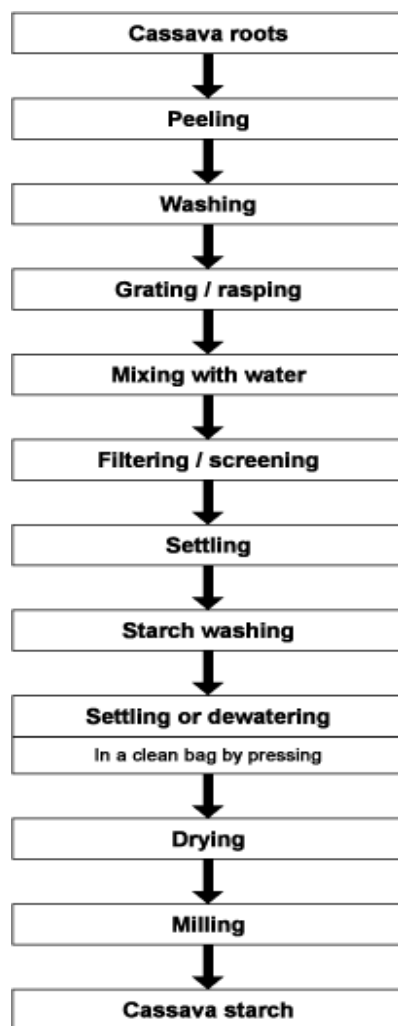 Cassava roots
Peeling
Washing
Grating / rasping
Mixing with water
Filtering / screening
Settling
Starch washing
Settling or dewatering
In a clean bag by pressing
Drying
Milling
Cassava starch